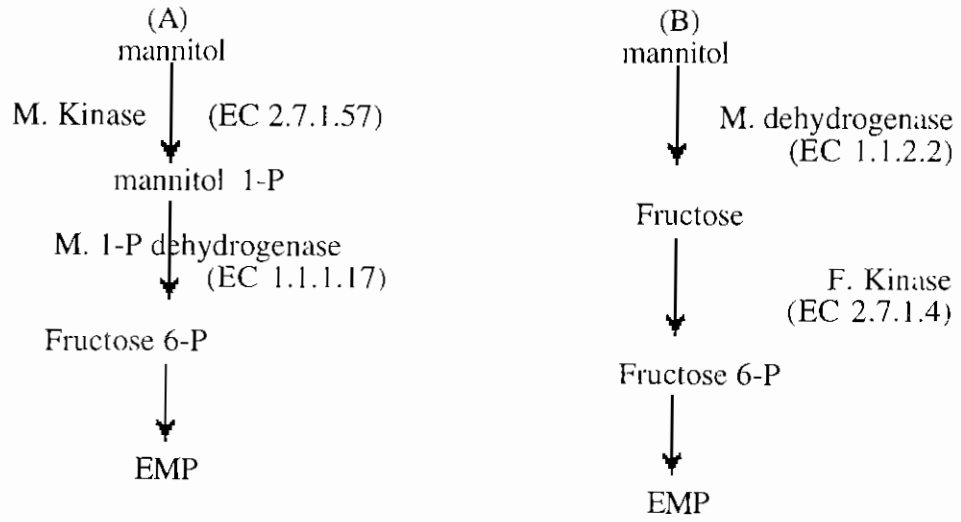 (A)
mannitol
M. Kinase (EC 2.7.1.57)
mannitol 1-P
M. 1-P dehydrogenase
(EC 1.1.1.17)
Fructose 6-P
EMP
(B)
mannitol
M. dehydrogenase
(EC 1.1.2.2)
Fructose
F. Kinase
(EC 2.7.1.4)
Fructose 6-P
EMP